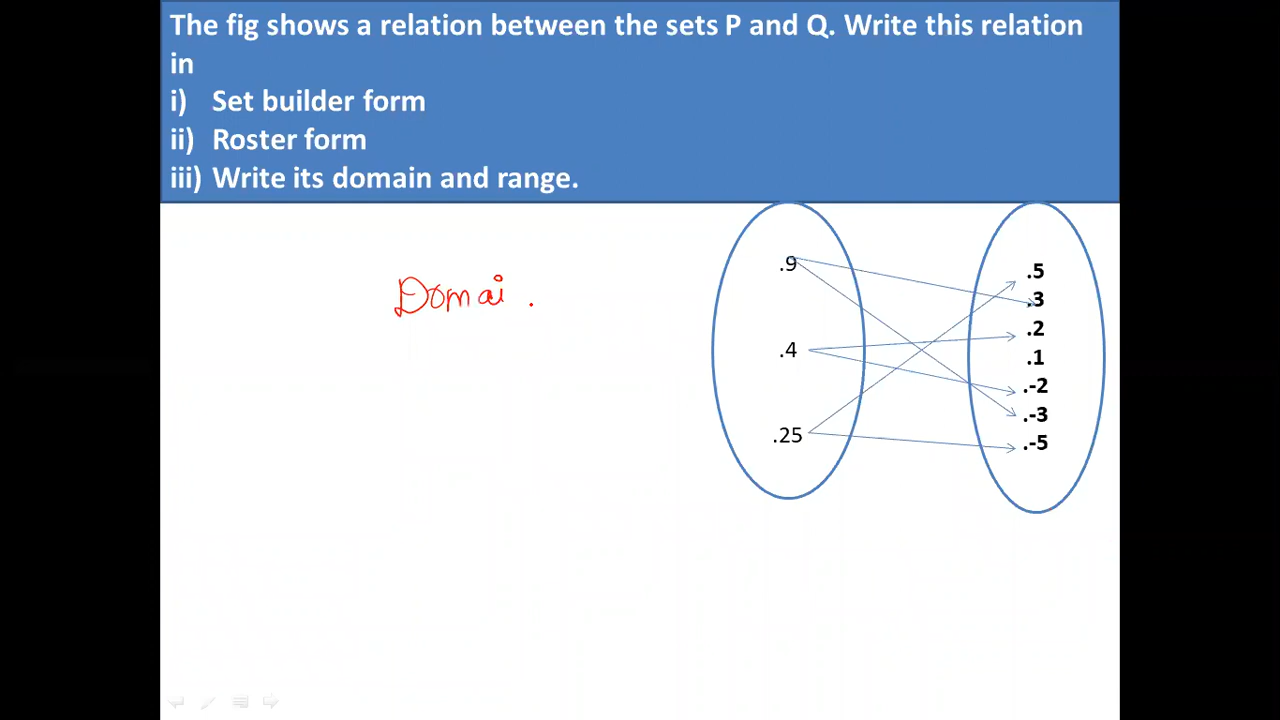 The fig shows a relation between the sets P and Q. Write this relation
in
i) Set builder form
ii) Roster form
iii) Write its domain and range.
Domai .
.9
.4
.25
.5
.3
.2
.1
.-2
.-3
.-5